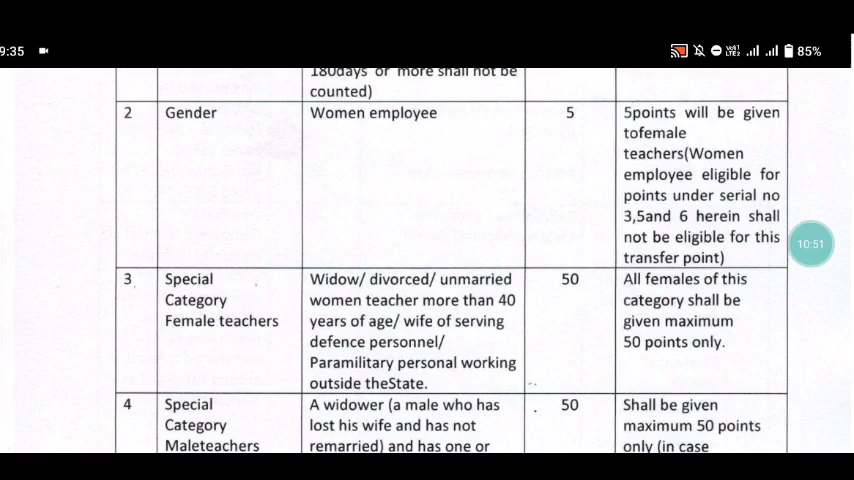 9:35
Vo91
LTE2
85%
180days or more shall not be
counted)
2 Gender Women employee 5 5points will be given
tofemale
teachers(Women
employee eligible for
points under serial no
3,5and 6 herein shall
not be eligible for this
transfer point)
10:51
3 Special Widow/ divorced/ unmarried 50 All females of this
Category women teacher more than 40 category shall be
Female teachers years of age/ wife of serving given maximum
defence personnel/ 50 points only.
Paramilitary personal working
outside theState.
4 Special A widower (a male who has 50 Shall be given
Category lost his wife and has not maximum 50 points
Maleteachers remarried) and has one or only (in case